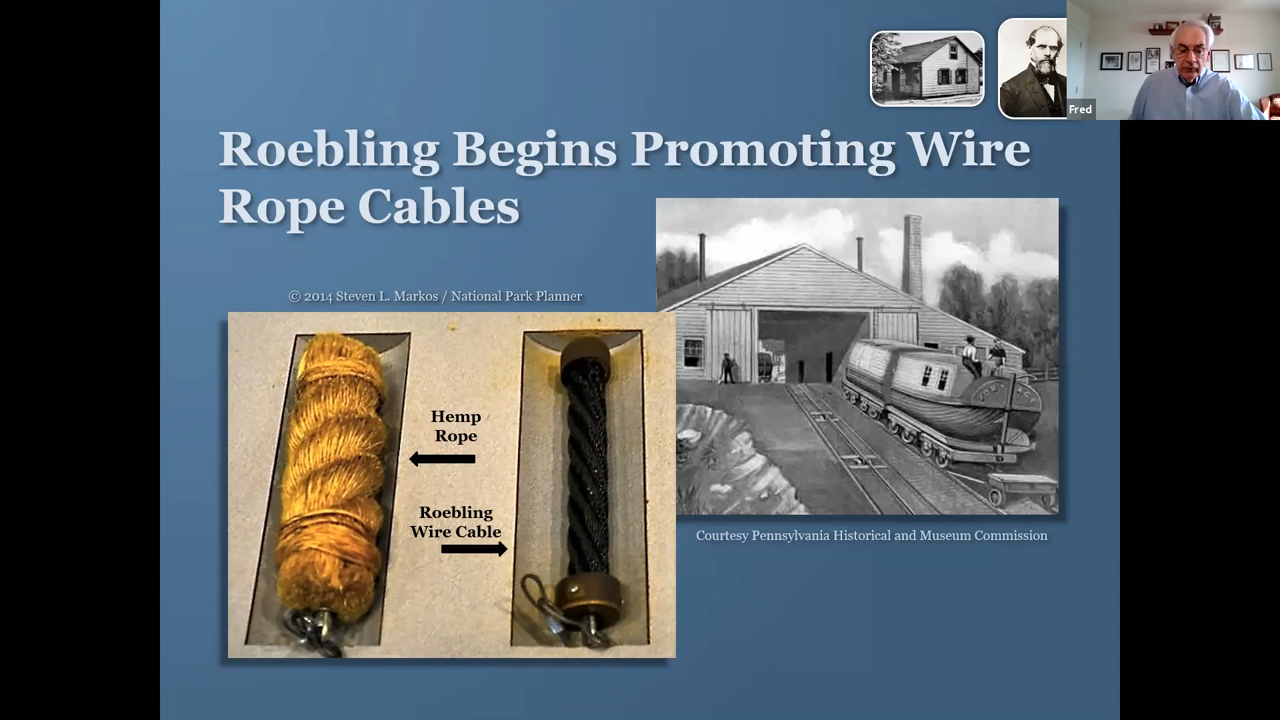 Fred
Roebling Begins Promoting Wire
Rope Cables
© 2014 Steven L. Markos / National Park Planner
Hemp
Rope
Roebling
Wire Cable
Courtesy Pennsylvania Historical and Museum Commission